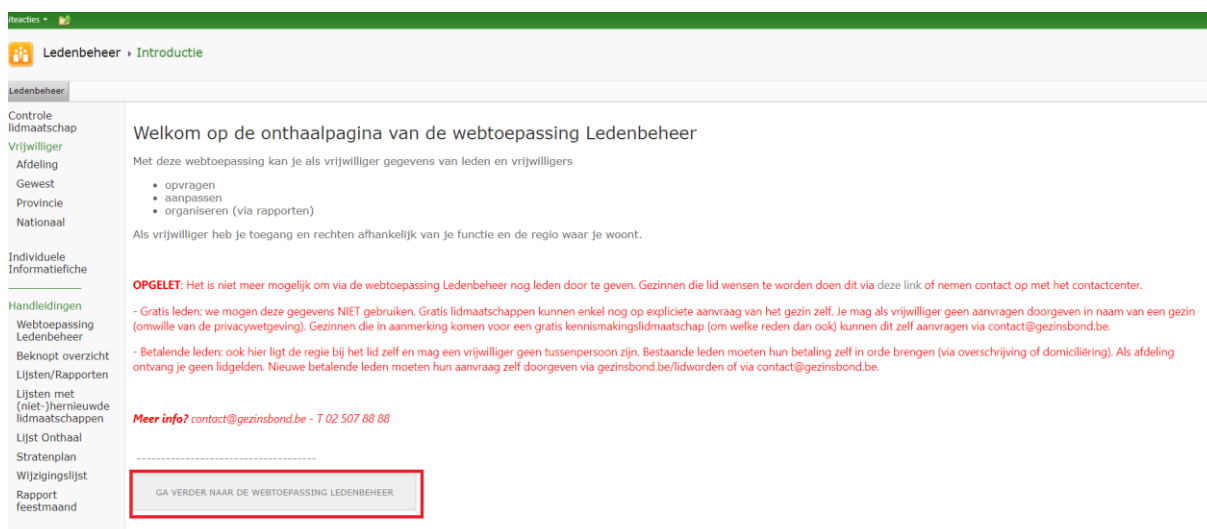 iteacties
Ledenbeheer › Introductie
Ledenbeheer
Controle
lidmaatschap
Vrijwilliger
Afdeling
Gewest
Provincie
Nationaal
Individuele
Informatiefiche
Handleidingen
Webtoepassing
Ledenbeheer
Beknopt overzicht
Lijsten/Rapporten
Lijsten met
(niet-)hernieuwde
lidmaatschappen
Lijst Onthaal
Stratenplan
Wijzigingslijst
Rapport
feestmaand
Welkom op de onthaalpagina van de webtoepassing Ledenbeheer
Met deze webtoepassing kan je als vrijwilliger gegevens van leden en vrijwilligers
• opvragen
• aanpassen
• organiseren (via rapporten)
Als vrijwilliger heb je toegang en rechten afhankelijk van je functie en de regio waar je woont.
OPGELET: Het is niet meer mogelijk om via de webtoepassing Ledenbeheer nog leden door te geven. Gezinnen die lid wensen te worden doen dit via deze link of nemen contact op met het contactcenter.
- Gratis leden: we mogen deze gegevens NIET gebruiken. Gratis lidmaatschappen kunnen enkel nog op expliciete aanvraag van het gezin zelf. Je mag als vrijwilliger geen aanvragen doorgeven in naam van een gezin
(omwille van de privacywetgeving). Gezinnen die in aanmerking komen voor een gratis kennismakingslidmaatschap (om welke reden dan ook) kunnen dit zelf aanvragen via contact@gezinsbond.be.
- Betalende leden: ook hier ligt de regie bij het lid zelf en mag een vrijwilliger geen tussenpersoon zijn. Bestaande leden moeten hun betaling zelf in orde brengen (via overschrijving of domiciliëring). Als afdeling
ontvang je geen lidgelden. Nieuwe betalende leden moeten hun aanvraag zelf doorgeven via gezinsbond.be/lidworden of via contact@gezinsbond.be.
Meer info? contact@gezinsbond.be - T 02 507 88 88
------------------------------------
GA VERDER NAAR DE WEBTOEPASSING LEDENBEHEER